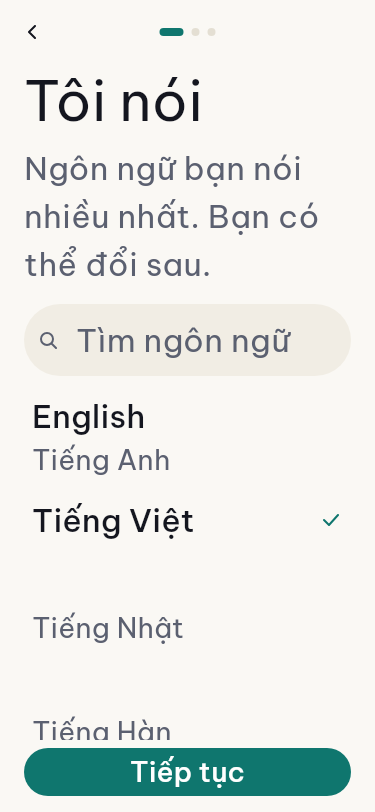 Tôi nói
Ngôn ngữ bạn nói
nhiều nhất. Bạn có
thể đổi sau.
Tìm ngôn ngữ
English
Tiếng Anh
Tiếng Việt
Tiếng Nhật
Tiếng Hàn
Tiếp tục